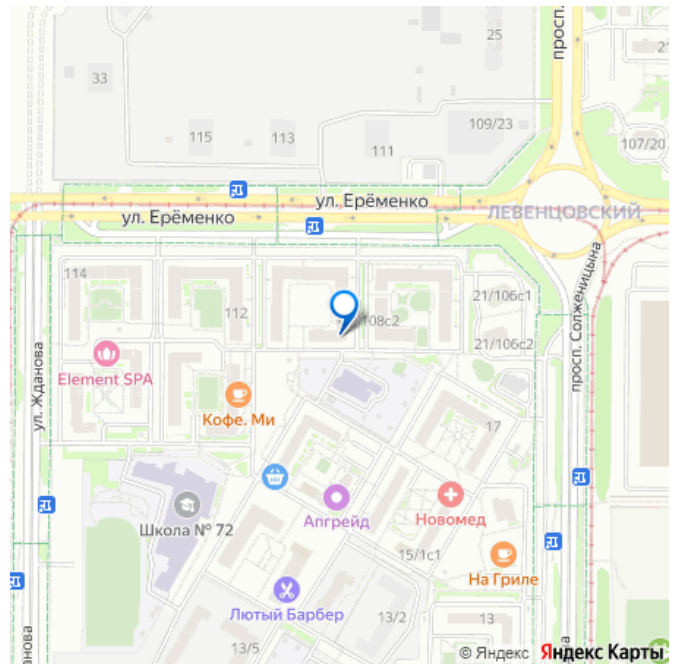 25
просп.
33
115
113
111
109/23
107/20
ул. Ерёменко
ул. Ерёменко
ЛЕВЕНЦОВСКИЙ
114
112
108с2
21/106с1
21/106с2
просп. Солженицына
ул. Жданова
Element SPA
Кофе. Ми
17
Школа № 72
Апгрейд
Новомед
15/1с1
На Гриле
Лютый Барбер
13/2
13
13/5
© Яндекс Яндекс Карты